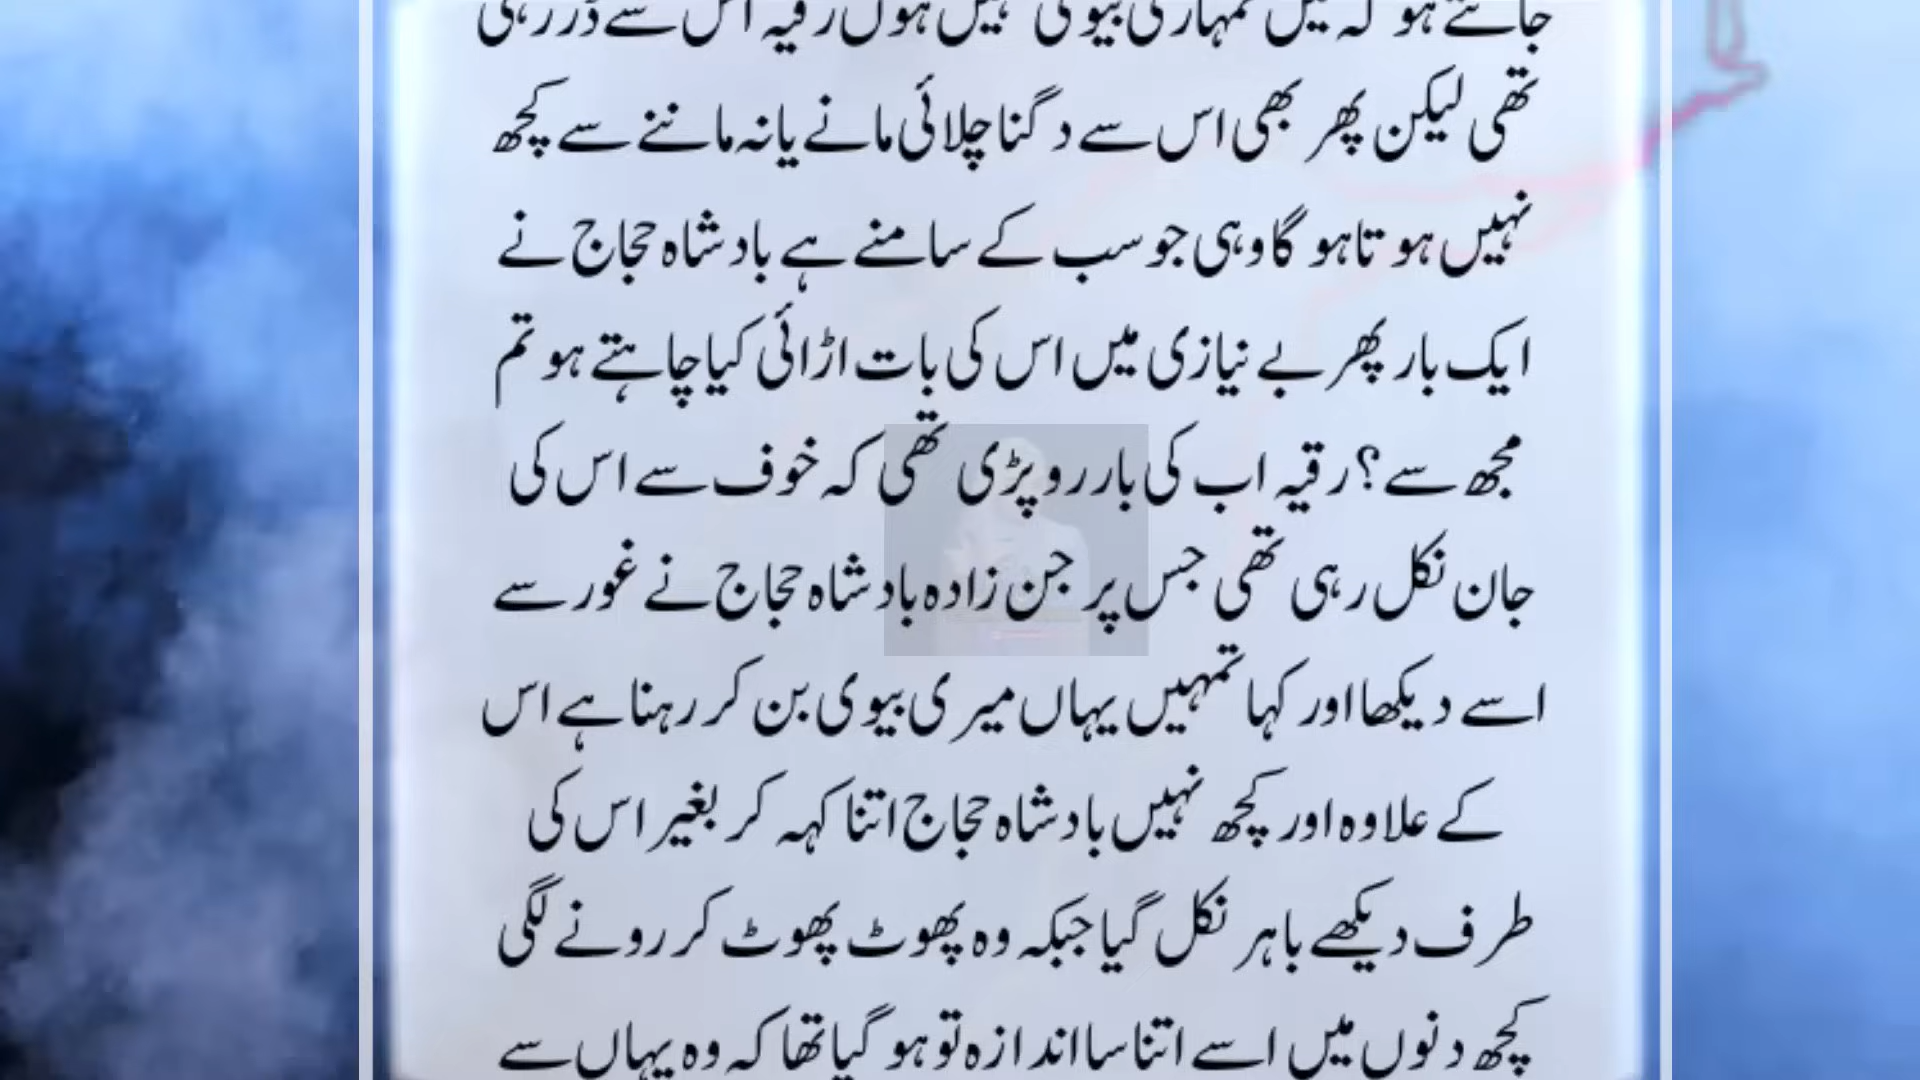 جانتے ہو کہ میں تمہاری بیوی نہیں ہوں رقیہ اس سے ڈر رہی
تھی لیکن پھر بھی اس سے دگنا چلائی مانے یا نہ ماننے سے کچھ
نہیں ہوتا ہو گا وہی جو سب کے سامنے ہے بادشاہ حجاج نے
ایک بار پھر بے نیازی میں اس کی بات اڑائی کیا چاہتے ہو تم
مجھ سے؟ رقیہ اب کی بار رو پڑی تھی کہ خوف سے اس کی
جان نکل رہی تھی جس پر جن زادہ بادشاہ حجاج نے غور سے
اسے دیکھا اور کہا تمہیں یہاں میری بیوی بن کر رہنا ہے اس
کے علاوہ اور کچھ نہیں بادشاہ حجاج اتنا کہہ کر بغیر اس کی
طرف دیکھے باہر نکل گیا جبکہ وہ پھوٹ پھوٹ کر رونے لگی
کچھ دنوں میں اسے اتنا سا اندازہ تو ہو گیا تھا کہ وہ یہاں سے